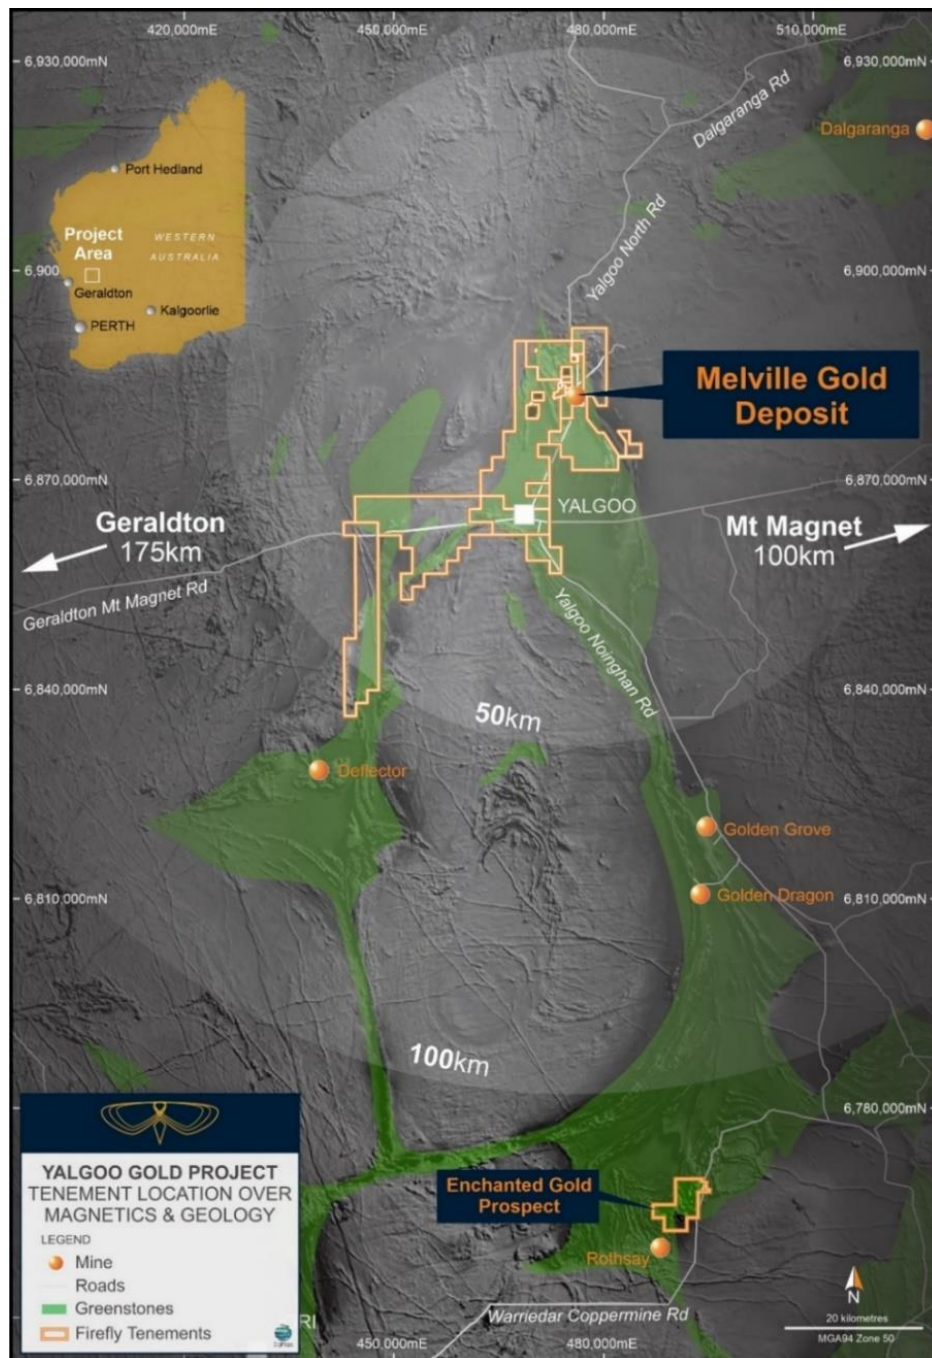 420,000mE
450,000mE
480,000mE
510,000mE
6,930,000mN
6,930,000mN
Dalgaranga Rd
Dalgaranga
Port Hedland
Project
Area
WESTERN
AUSTRALIA
Yalgoo North Rd
6,900
6,900,000mN
Geraldton
Kalgoorlie
PERTH
Melville Gold
Deposit
6,870,000mN
6,870,000mN
YALGOO
Geraldton
175km
Mt Magnet
100km
Geraldton Mt Magnet Rd
Yalgoo Noinghan Rd
6,840,000mN
6,840,000mN
50km
Deflector
Golden Grove
Golden Dragon
6,810,000mN
6,810,000mN
100km
6,780,000mN
YALGOO GOLD PROJECT
TENEMENT LOCATION OVER
MAGNETICS & GEOLOGY
LEGEND
Mine
Roads
Greenstones
Firefly Tenements
Enchanted Gold
Prospect
Rothsay
Warriedar Coppermine Rd
RI
N
20 kilometres
MGA94 Zone 50
450,000mE
480,000mE